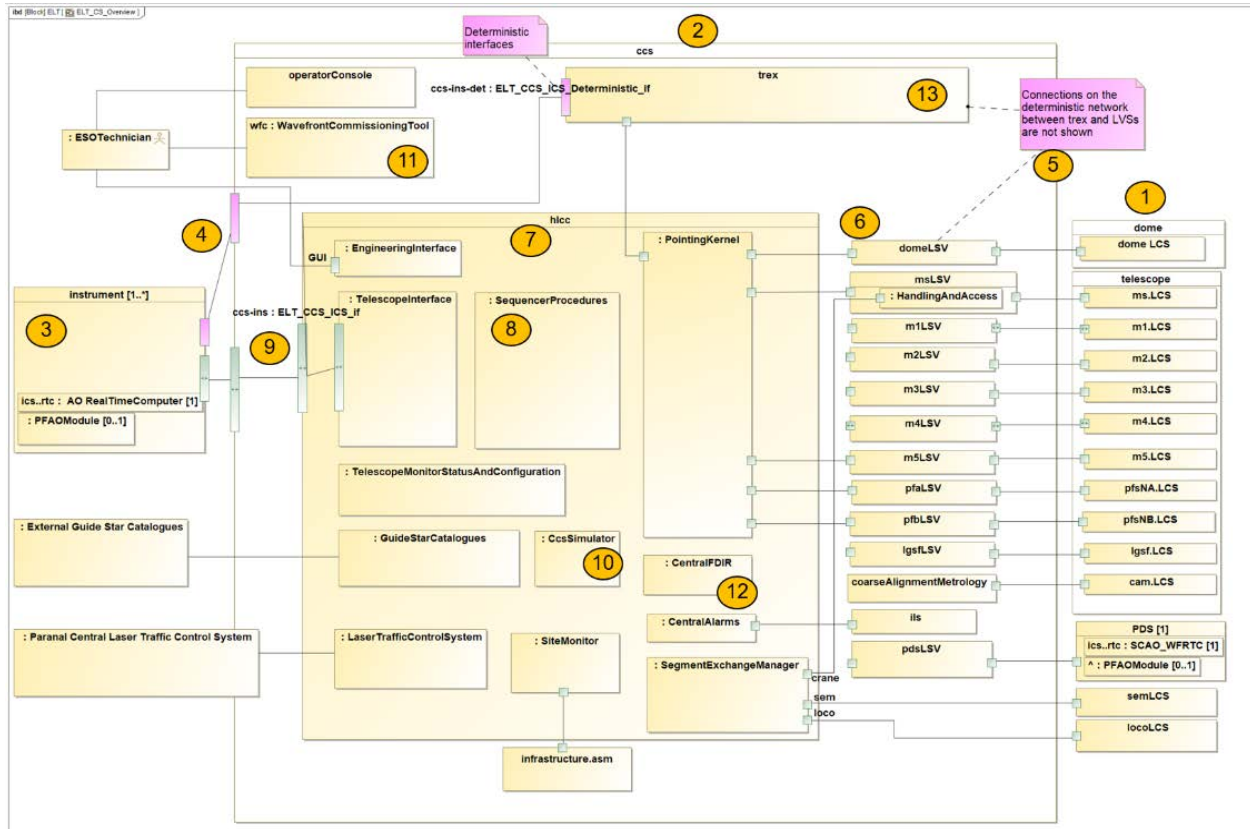 ibd [Block] ELT [ ELT_CS_Overview ]
Deterministic
interfaces
2
ccs
operatorConsole
trex
ccs-ins-det : ELT_CCS_ICS_Deterministic_if
13
Connections on the
deterministic network
between trex and LVSs
are not shown
: ESOTechnician
wfc : WavefrontCommissioningTool
11
5
1
4
hlcc
7
6
dome
: EngineeringInterface
GUI
: PointingKernel
domeLSV
dome LCS
msLSV
: HandlingAndAccess
telescope
ms.LCS
instrument [1..*]
3
ccs-ins : ELT_CCS_ICS_if
9
: TelescopeInterface
: SequencerProcedures
8
m1LSV
m1.LCS
m2LSV
m2.LCS
m3LSV
m3.LCS
ics..rtc : AO RealTimeComputer [1]
: PFAOModule [0..1]
m4LSV
m4.LCS
m5LSV
m5.LCS
: TelescopeMonitorStatusAndConfiguration
pfaLSV
pfsNA.LCS
: External Guide Star Catalogues
: GuideStarCatalogues
: CcsSimulator
10
pfbLSV
pfsNB.LCS
lgsfLSV
lgsf.LCS
: CentralFDIR
12
coarseAlignmentMetrology
cam.LCS
: CentralAlarms
ils
: Paranal Central Laser Traffic Control System
: LaserTrafficControlSystem
: SiteMonitor
PDS [1]
ics..rtc : SCAO_WFRTC [1]
^ : PFAOModule [0..1]
: SegmentExchangeManager
pdsLSV
crane
sem
loco
semLCS
locoLCS
infrastructure.asm